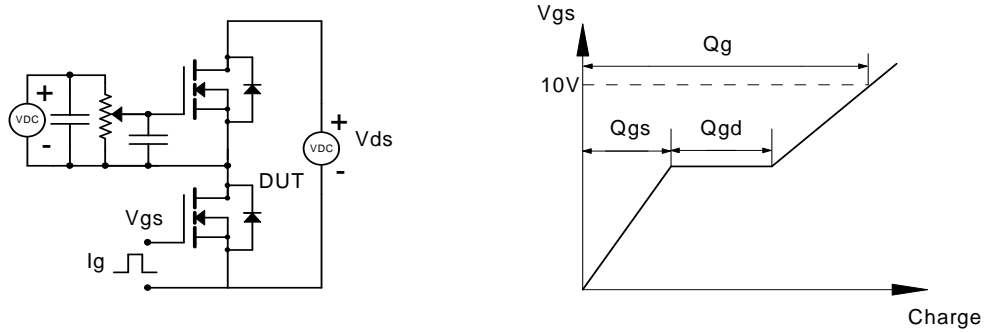 Vgs
Qg
10V
Qgs
Qgd
Charge
+
VDC
-
+
VDC
-
Vds
DUT
Vgs
Ig